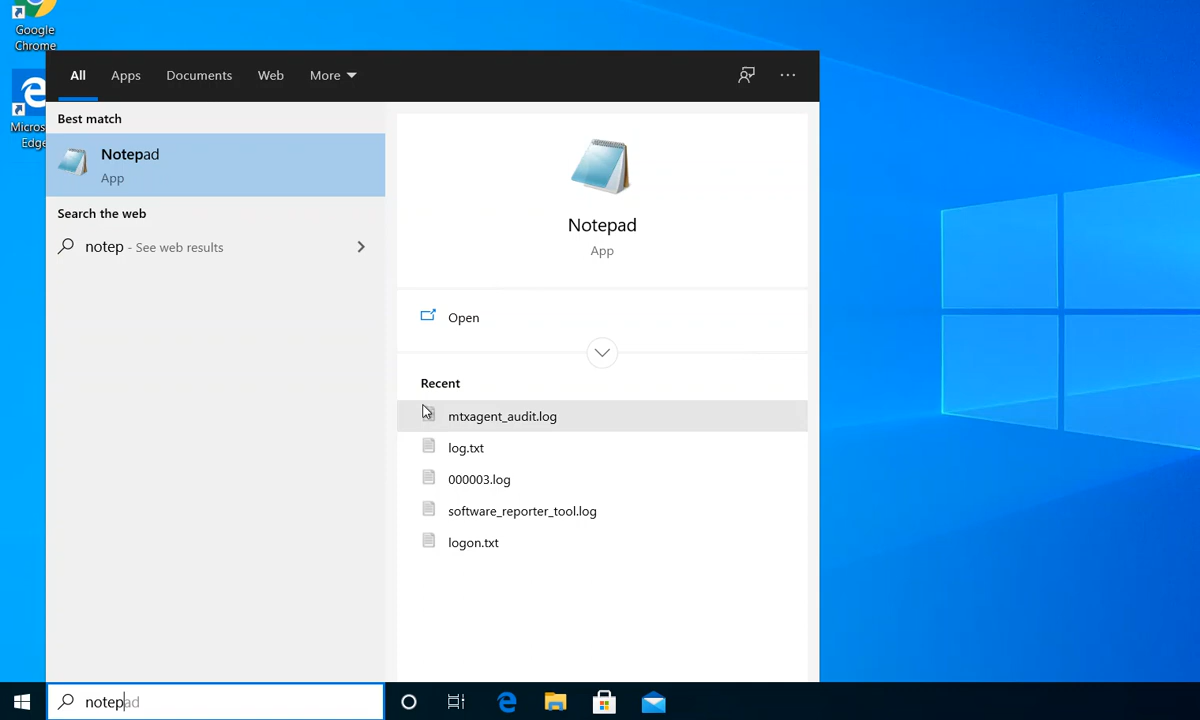 Google
Chrome
All Apps Documents Web More
Best match
Notepad
App
Search the web
notep - See web results
Notepad
App
Open
Recent
mtxagent_audit.log
log.txt
000003.log
software_reporter_tool.log
logon.txt
Micros
Edge
notepad